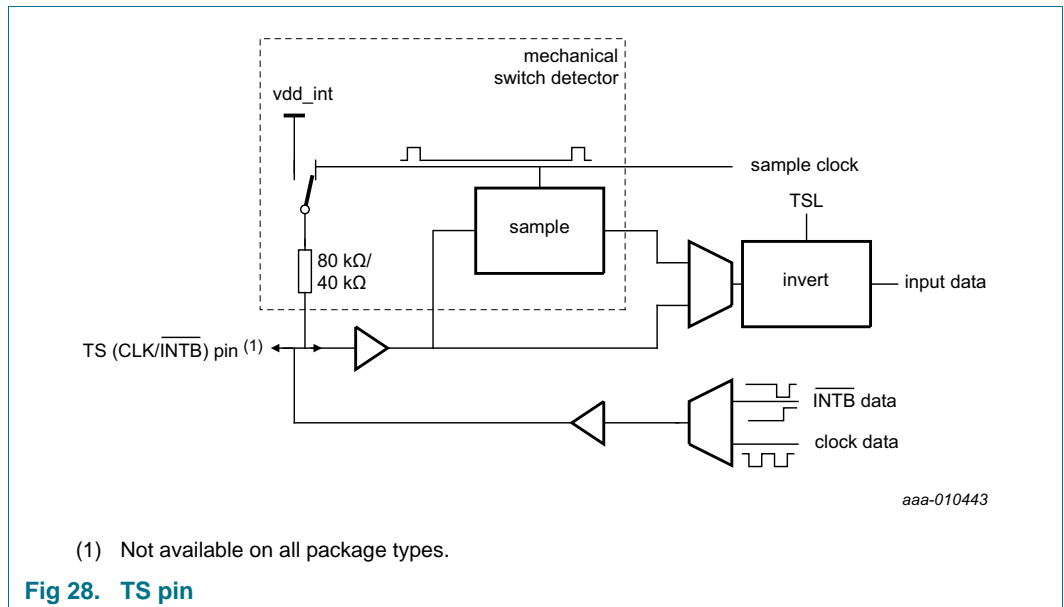 mechanical
switch detector
vdd_int
sample clock
TSL
sample
80 kΩ/
40 kΩ
invert
input data
TS (CLK/INTB) pin (1)
INTB data
clock data
aaa-010443
(1) Not available on all package types.
Fig 28. TS pin